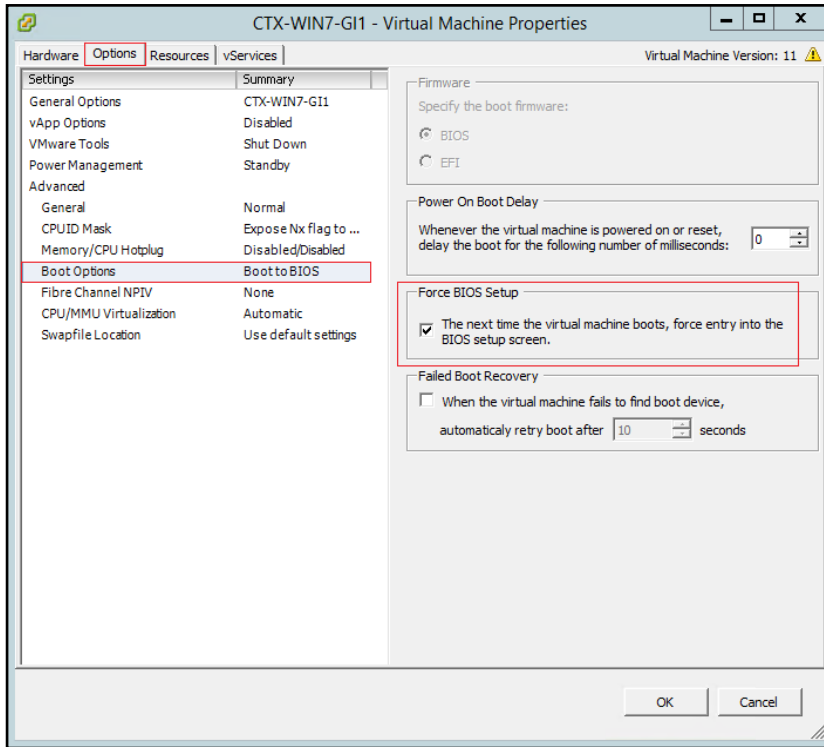 CTX-WIN7-GI1 - Virtual Machine Properties
Hardware Options Resources vServices Virtual Machine Version: 11
Settings Summary
General Options CTX-WIN7-GI1
vApp Options Disabled
VMware Tools Shut Down
Power Management Standby
Advanced
General Normal
CPUID Mask Expose Nx flag to ...
Memory/CPU Hotplug Disabled/Disabled
Boot Options Boot to BIOS
Fibre Channel NPIV None
CPU/MMU Virtualization Automatic
Swapfile Location Use default settings
Firmware
Specify the boot firmware:
BIOS
EFI
Power On Boot Delay
Whenever the virtual machine is powered on or reset,
delay the boot for the following number of milliseconds: 0
Force BIOS Setup
The next time the virtual machine boots, force entry into the
BIOS setup screen.
Failed Boot Recovery
When the virtual machine fails to find boot device,
automaticaly retry boot after 10 seconds
OK Cancel